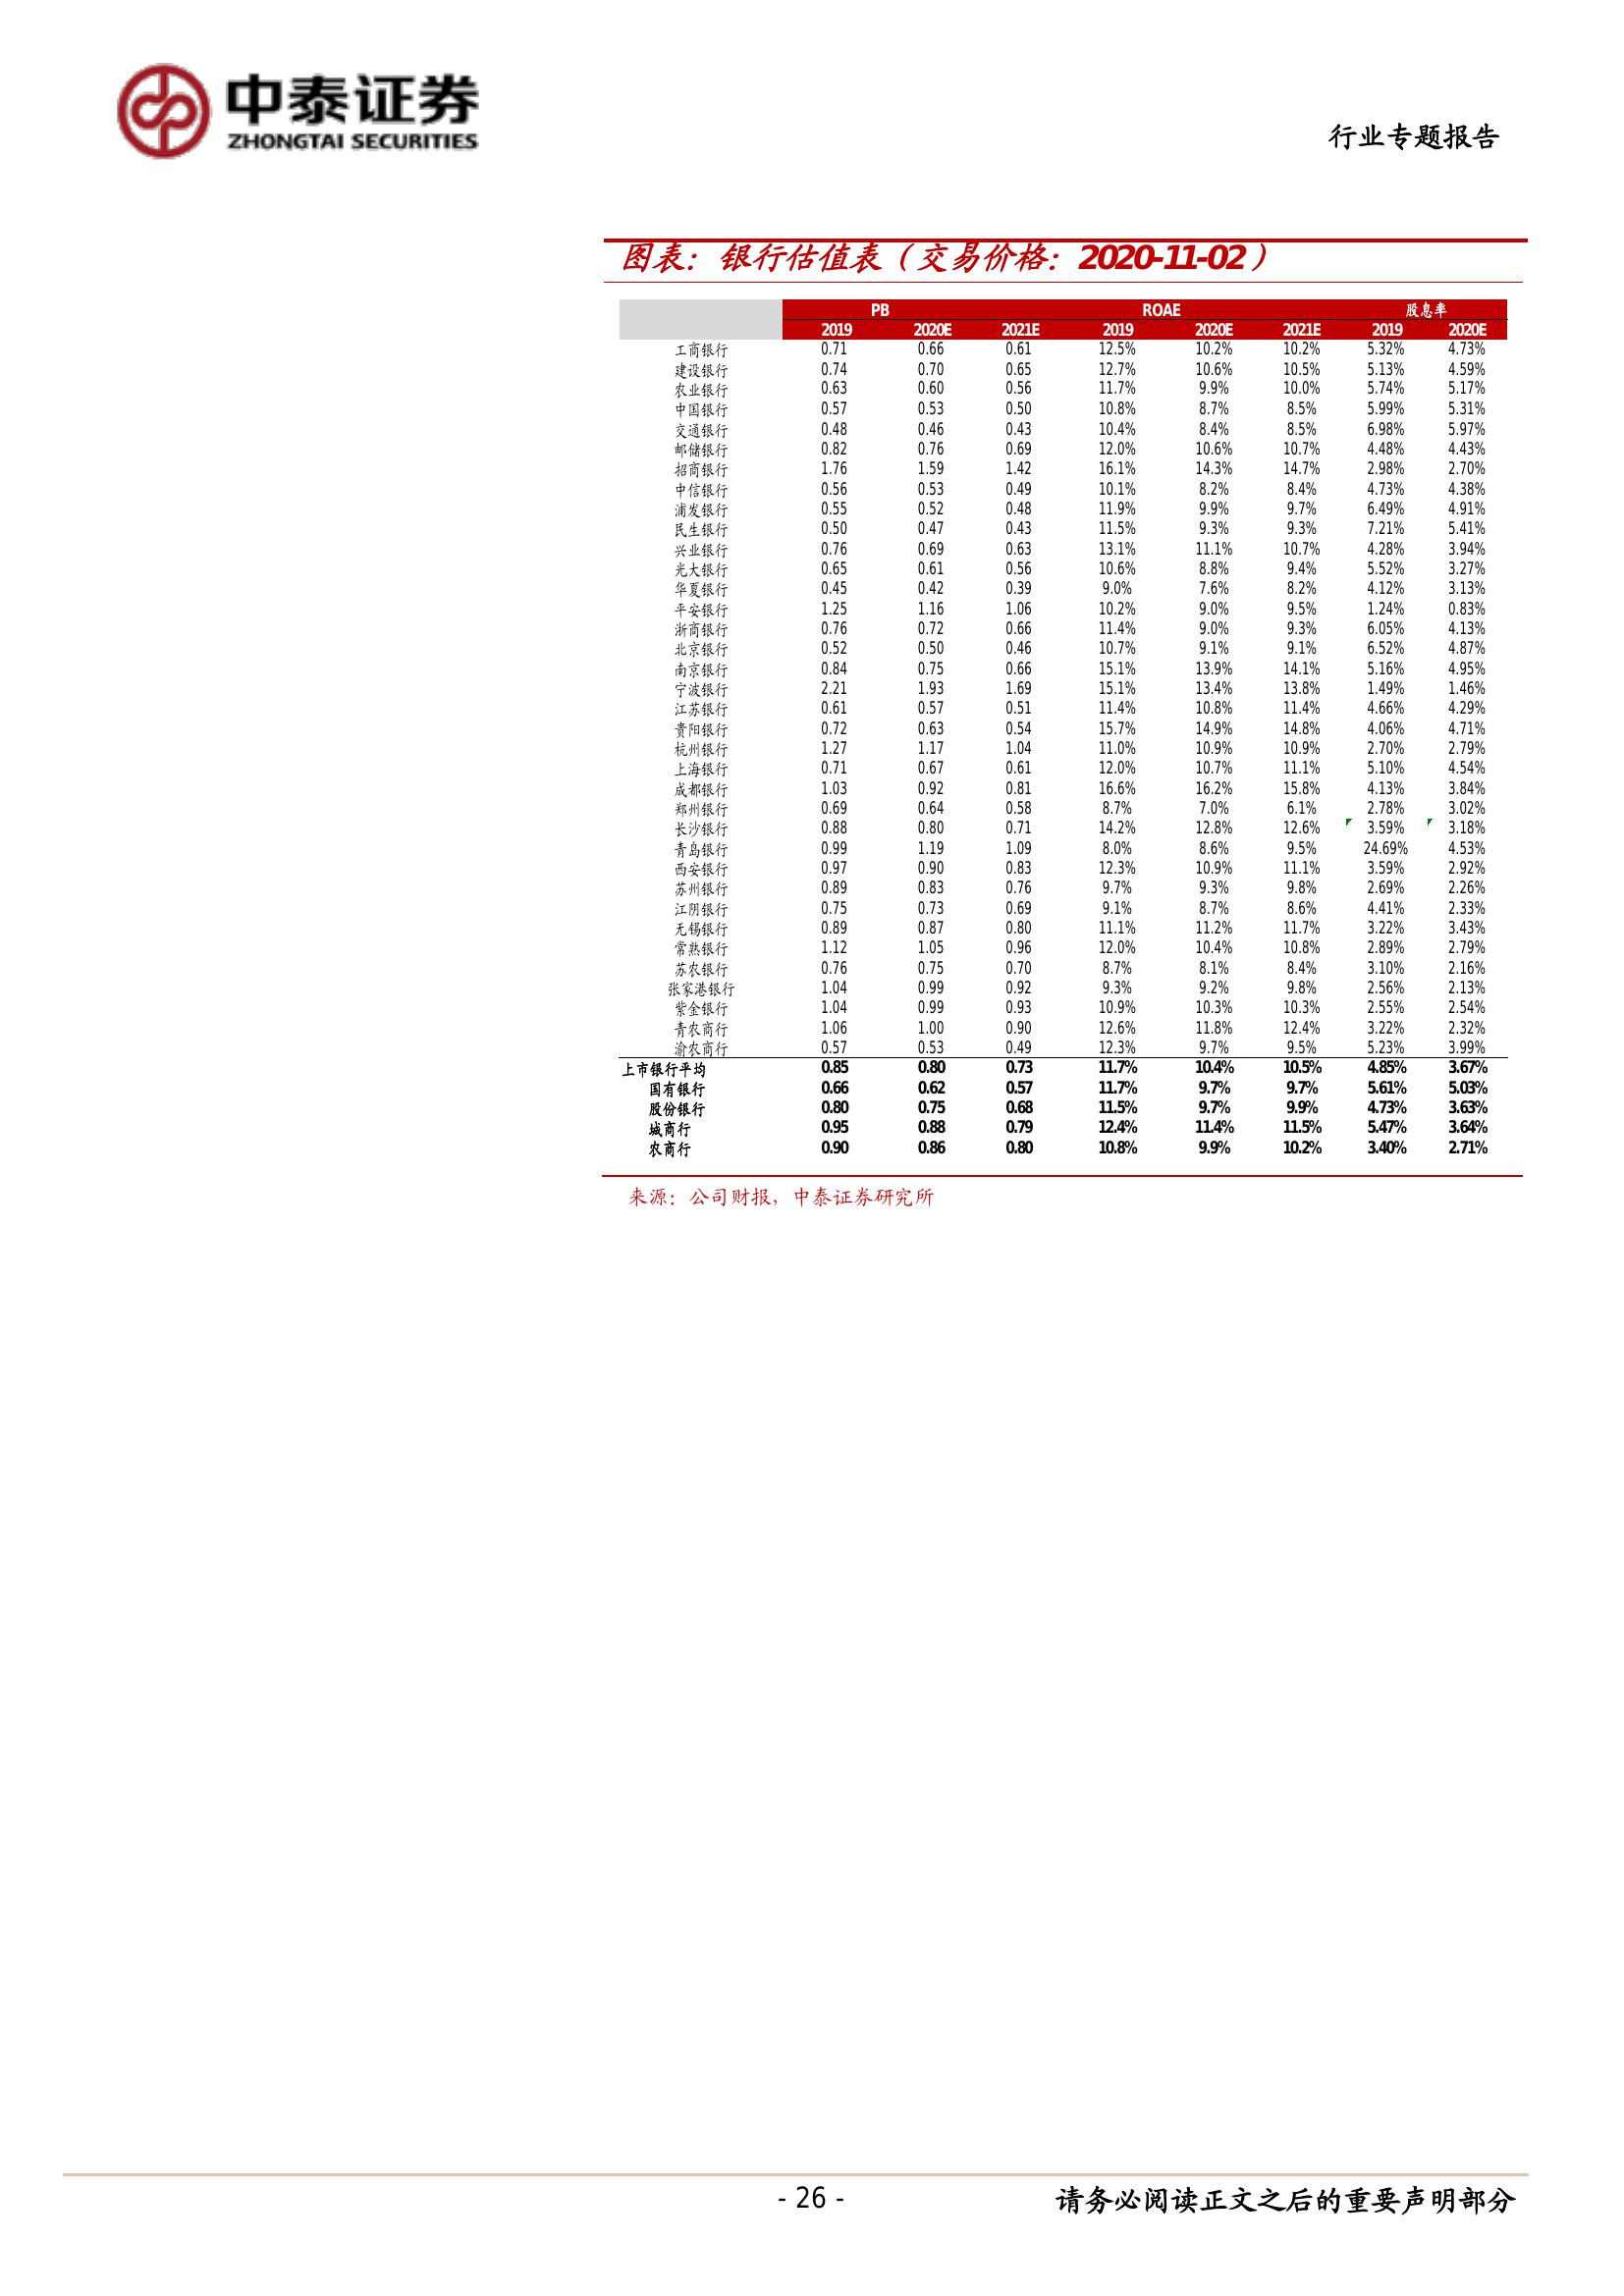 中泰证券
ZHONGTAI SECURITIES
行业专题报告
图表：银行估值表（交易价格：2020-11-02）
PB ROAE 股息率
2019 2020E 2021E 2019 2020E 2021E 2019 2020E
工商银行 0.71 0.66 0.61 12.5% 10.2% 10.2% 5.32% 4.73%
建设银行 0.74 0.70 0.65 12.7% 10.6% 10.5% 5.13% 4.59%
农业银行 0.63 0.60 0.56 11.7% 9.9% 10.0% 5.74% 5.17%
中国银行 0.57 0.53 0.50 10.8% 8.7% 8.5% 5.99% 5.31%
交通银行 0.48 0.46 0.43 10.4% 8.4% 8.5% 6.98% 5.97%
邮储银行 0.82 0.76 0.69 12.0% 10.6% 10.7% 4.48% 4.43%
招商银行 1.76 1.59 1.42 16.1% 14.3% 14.7% 2.98% 2.70%
中信银行 0.56 0.53 0.49 10.1% 8.2% 8.4% 4.73% 4.38%
浦发银行 0.55 0.52 0.48 11.9% 9.9% 9.7% 6.49% 4.91%
民生银行 0.50 0.47 0.43 11.5% 9.3% 9.3% 7.21% 5.41%
兴业银行 0.76 0.69 0.63 13.1% 11.1% 10.7% 4.28% 3.94%
光大银行 0.65 0.61 0.56 10.6% 8.8% 9.4% 5.52% 3.27%
华夏银行 0.45 0.42 0.39 9.0% 7.6% 8.2% 4.12% 3.13%
平安银行 1.25 1.16 1.06 10.2% 9.0% 9.5% 1.24% 0.83%
浙商银行 0.76 0.72 0.66 11.4% 9.0% 9.3% 6.05% 4.13%
北京银行 0.52 0.50 0.46 10.7% 9.1% 9.1% 6.52% 4.87%
南京银行 0.84 0.75 0.66 15.1% 13.9% 14.1% 5.16% 4.95%
宁波银行 2.21 1.93 1.69 15.1% 13.4% 13.8% 1.49% 1.46%
江苏银行 0.61 0.57 0.51 11.4% 10.8% 11.4% 4.66% 4.29%
贵阳银行 0.72 0.63 0.54 15.7% 14.9% 14.8% 4.06% 4.71%
杭州银行 1.27 1.17 1.04 11.0% 10.9% 10.9% 2.70% 2.79%
上海银行 0.71 0.67 0.61 12.0% 10.7% 11.1% 5.10% 4.54%
成都银行 1.03 0.92 0.81 16.6% 16.2% 15.8% 4.13% 3.84%
郑州银行 0.69 0.64 0.58 8.7% 7.0% 6.1% 2.78% 3.02%
长沙银行 0.88 0.80 0.71 14.2% 12.8% 12.6% 3.59% 3.18%
青岛银行 0.99 1.19 1.09 8.0% 8.6% 9.5% 24.69% 4.53%
西安银行 0.97 0.90 0.83 12.3% 10.9% 11.1% 3.59% 2.92%
苏州银行 0.89 0.83 0.76 9.7% 9.3% 9.8% 2.69% 2.26%
江阴银行 0.75 0.73 0.69 9.1% 8.7% 8.6% 4.41% 2.33%
无锡银行 0.89 0.87 0.80 11.1% 11.2% 11.7% 3.22% 3.43%
常熟银行 1.12 1.05 0.96 12.0% 10.4% 10.8% 2.89% 2.79%
苏农银行 0.76 0.75 0.70 8.7% 8.1% 8.4% 3.10% 2.16%
张家港银行 1.04 0.99 0.92 9.3% 9.2% 9.8% 2.56% 2.13%
紫金银行 1.04 0.99 0.93 10.9% 10.3% 10.3% 2.55% 2.54%
青农商行 1.06 1.00 0.90 12.6% 11.8% 12.4% 3.22% 2.32%
渝农商行 0.57 0.53 0.49 12.3% 9.7% 9.5% 5.23% 3.99%
上市银行平均 0.85 0.80 0.73 11.7% 10.4% 10.5% 4.85% 3.67%
国有银行 0.66 0.62 0.57 11.7% 9.7% 9.7% 5.61% 5.03%
股份银行 0.80 0.75 0.68 11.5% 9.7% 9.9% 4.73% 3.63%
城商行 0.95 0.88 0.79 12.4% 11.4% 11.5% 5.47% 3.64%
农商行 0.90 0.86 0.80 10.8% 9.9% 10.2% 3.40% 2.71%
来源：公司财报，中泰证券研究所
- 26 -
请务必阅读正文之后的重要声明部分